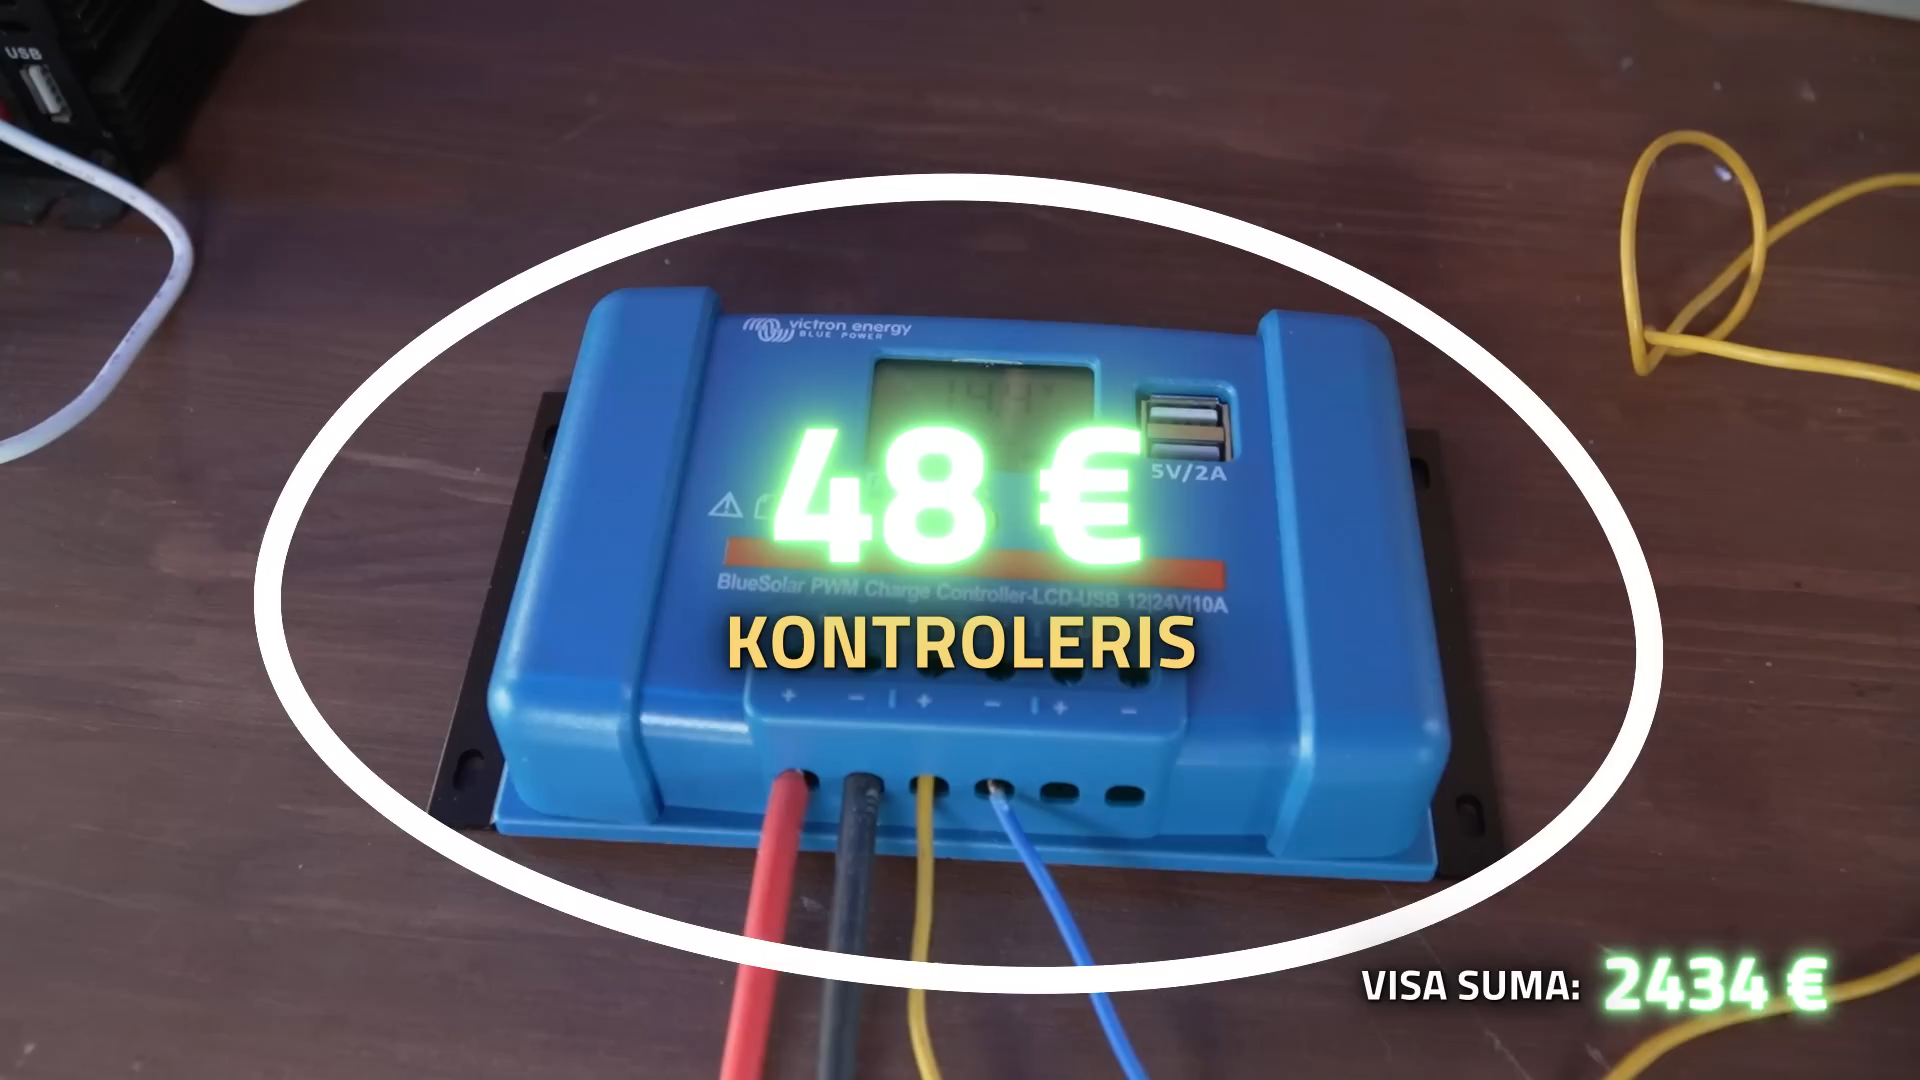 USB
victron energy
BLUE POWER
5V/2A
48 €
BlueSolar PWM Charge Controller-LCD-USB 12|24V|10A
KONTROLERIS
+ − | + − | + −
VISA SUMA: 2434 €